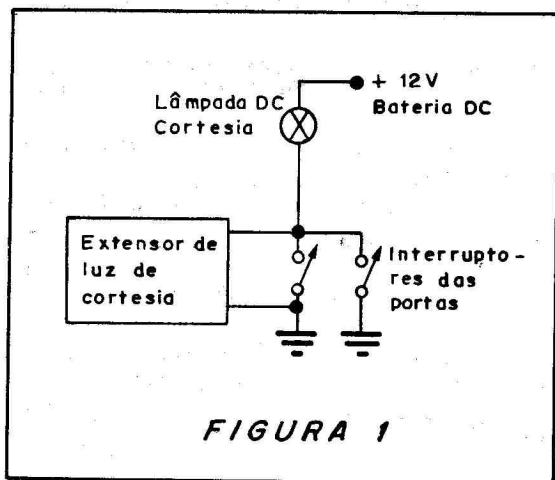 + 12V
Bateria DC
Lâmpada DC
Cortesia
Extensor de
luz de
cortesia
Interrupto-
res das
portas
FIGURA 1